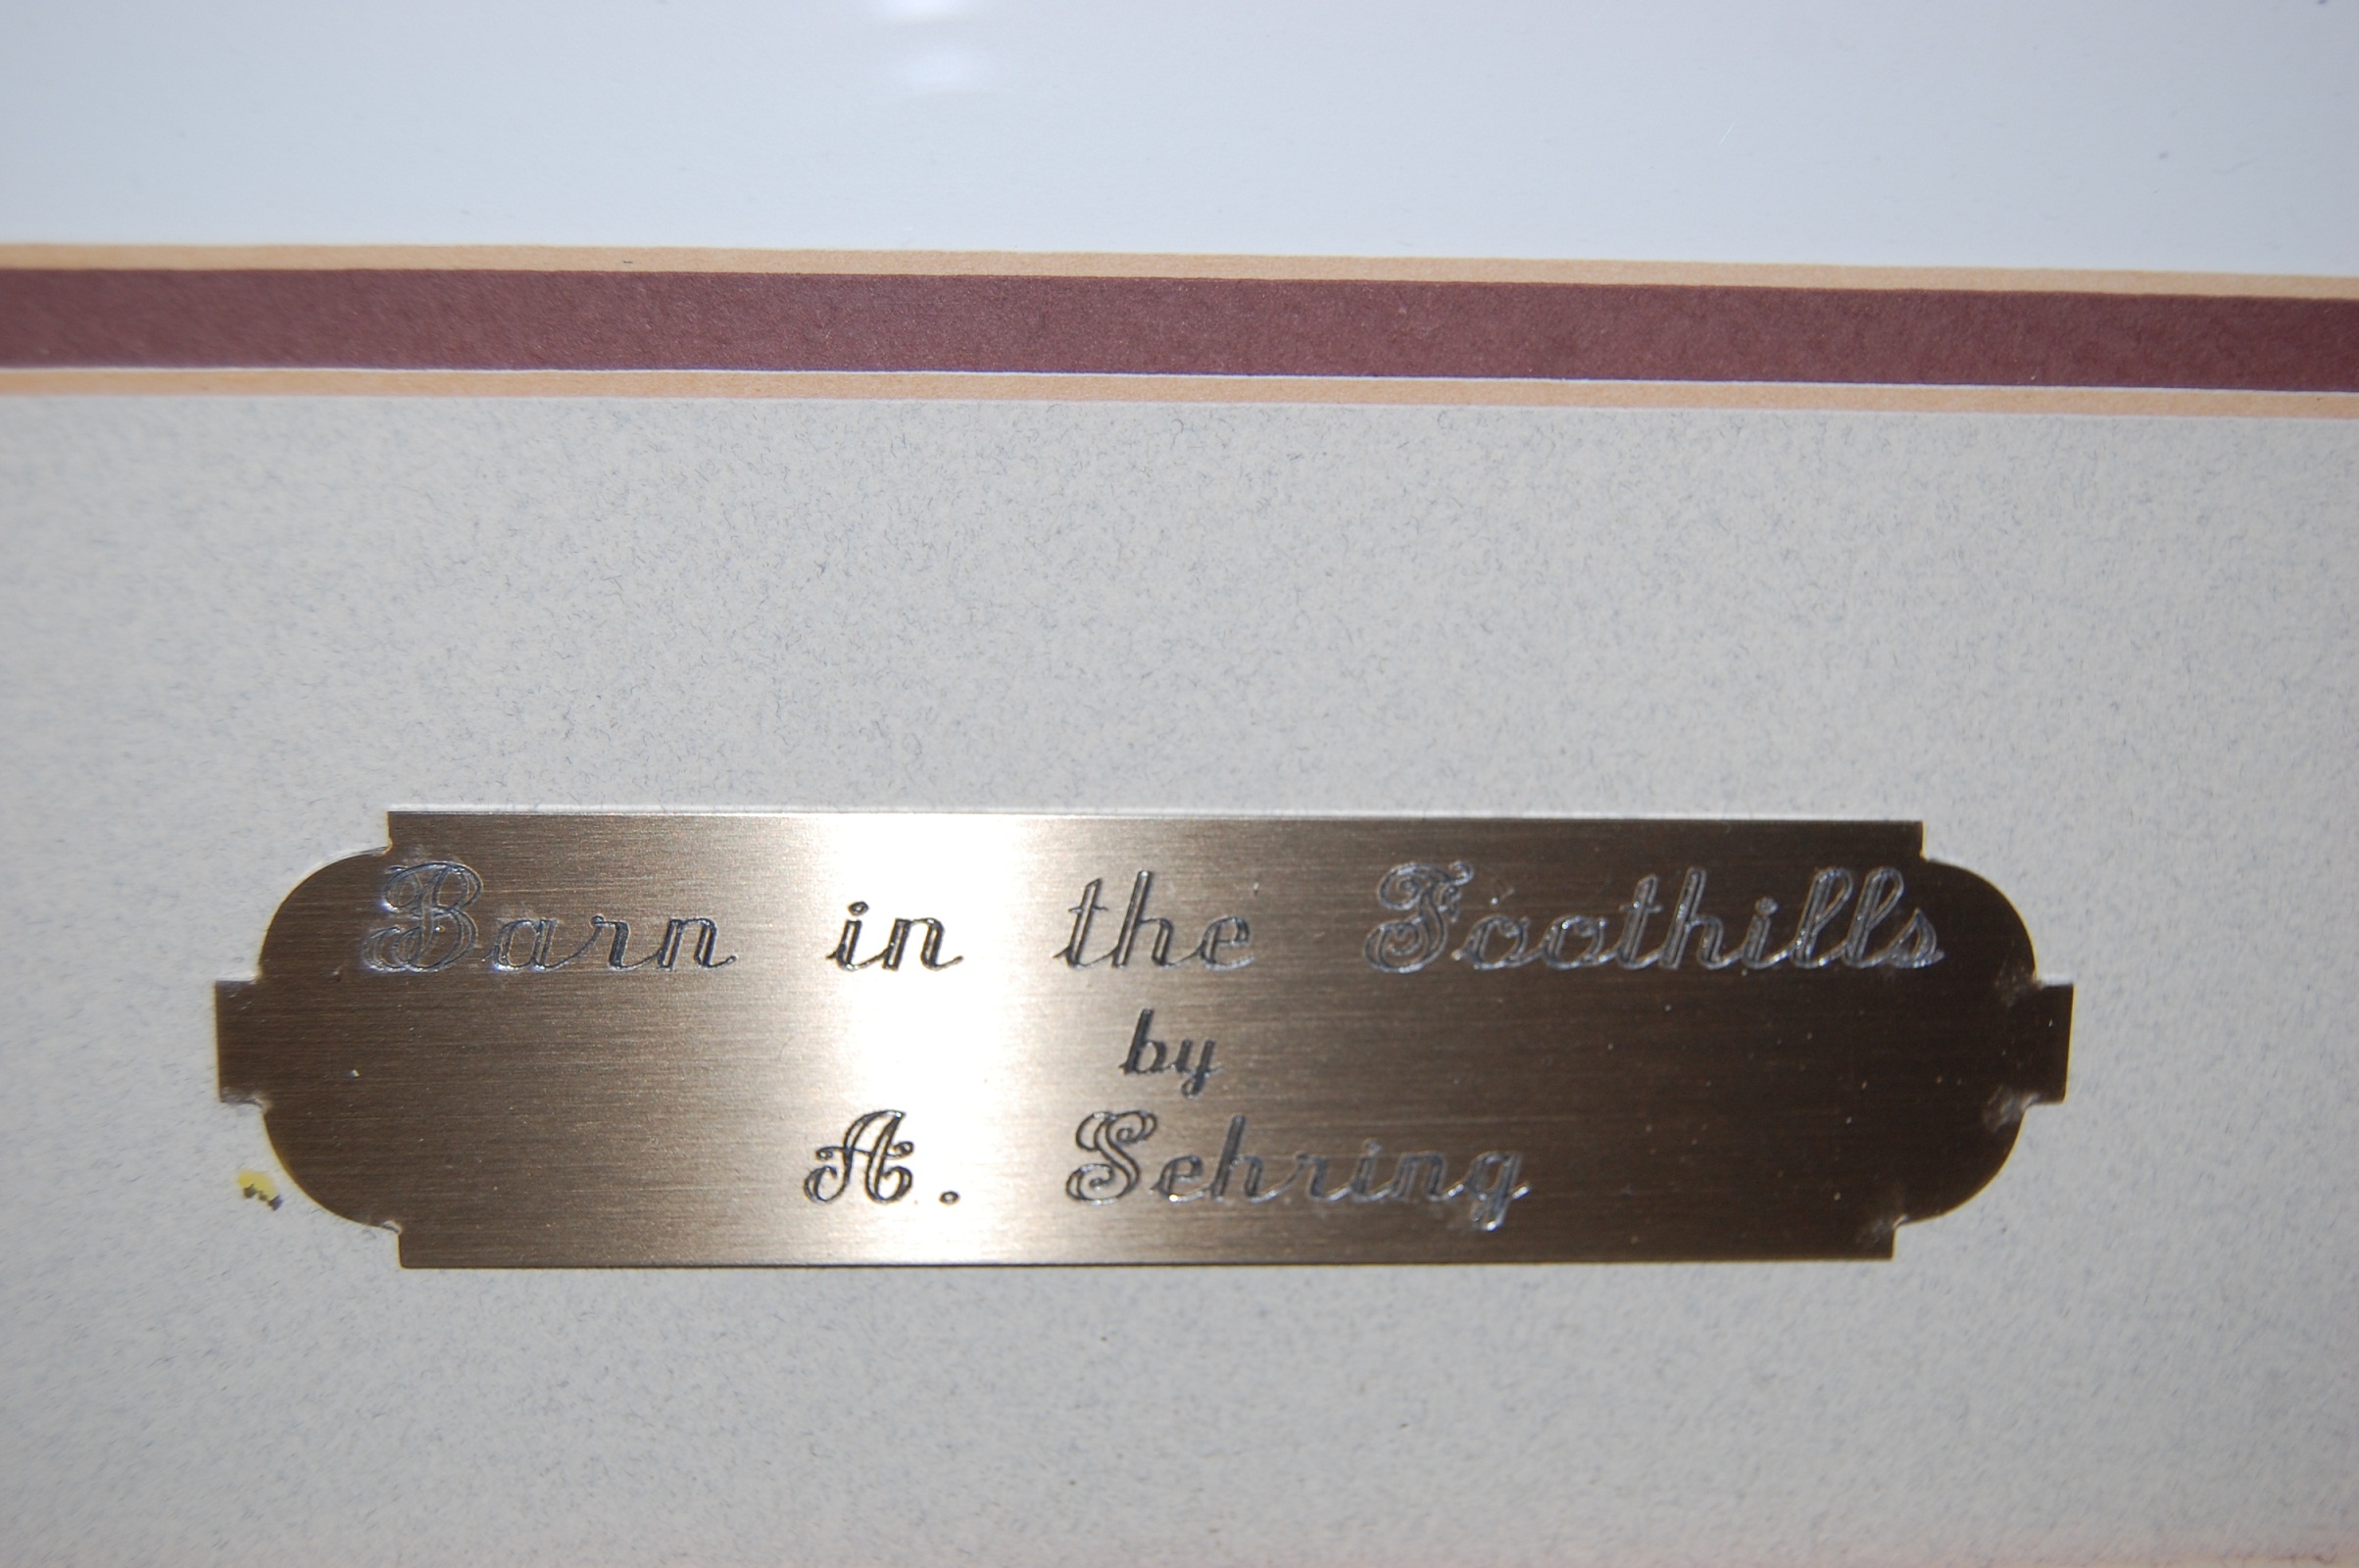 Barn in the Foothills
by
A. Sehring